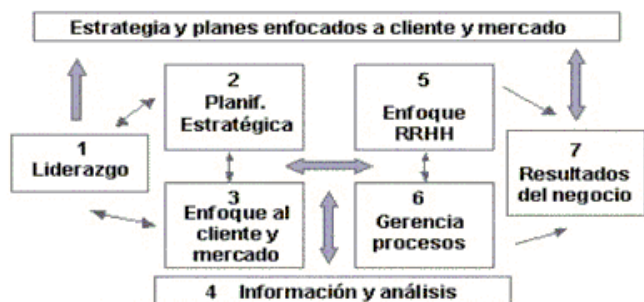 Estrategia y planes enfocados a cliente y mercado
2
Planif.
Estratégica
5
Enfoque
RRHH
1
Liderazgo
7
Resultados
del negocio
3
Enfoque al
cliente y
mercado
6
Gerencia
procesos
4 Información y análisis